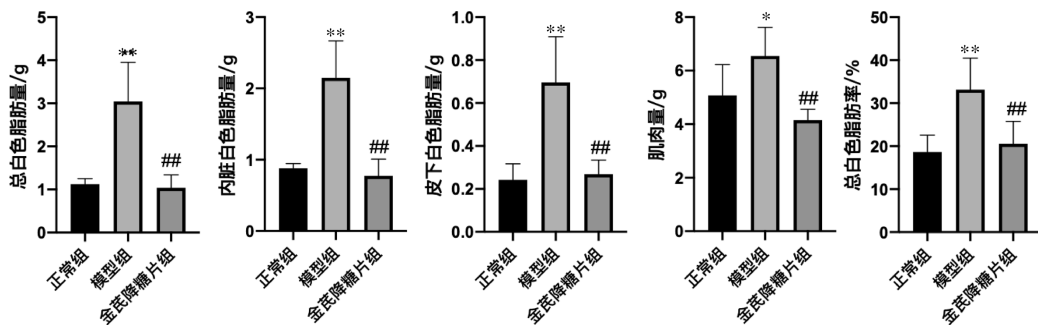 总白色脂肪量/g
5
4
3
2
1
0
**
##
正常组
模型组
金芪降糖片组
内脏白色脂肪量/g
3
2
1
0
**
##
正常组
模型组
金芪降糖片组
皮下白色脂肪量/g
1.0
0.8
0.6
0.4
0.2
0.0
**
##
正常组
模型组
金芪降糖片组
肌肉量/g
8
6
4
2
0
*
##
正常组
模型组
金芪降糖片组
总白色脂肪率/%
50
40
30
20
10
0
**
##
正常组
模型组
金芪降糖片组